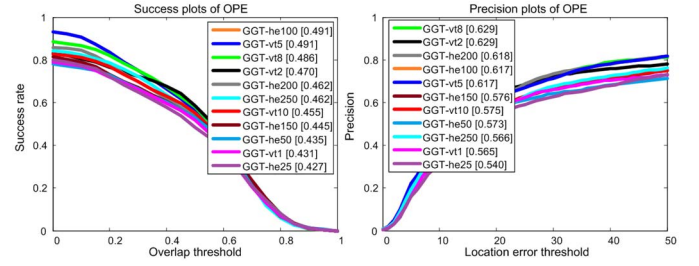 Success plots of OPE
Success rate
1
0.8
0.6
0.4
0.2
0
GGT-he100 [0.491]
GGT-vt5 [0.491]
GGT-vt8 [0.486]
GGT-vt2 [0.470]
GGT-he200 [0.462]
GGT-he250 [0.462]
GGT-vt10 [0.455]
GGT-he150 [0.445]
GGT-he50 [0.435]
GGT-vt1 [0.431]
GGT-he25 [0.427]
0 0.2 0.4 0.6 0.8 1
Overlap threshold
Precision plots of OPE
Precision
1
0.8
0.6
0.4
0.2
0
GGT-vt8 [0.629]
GGT-vt2 [0.629]
GGT-he200 [0.618]
GGT-he100 [0.617]
GGT-vt5 [0.617]
GGT-he150 [0.576]
GGT-vt10 [0.575]
GGT-he50 [0.573]
GGT-he250 [0.566]
GGT-vt1 [0.565]
GGT-he25 [0.540]
0 10 20 30 40 50
Location error threshold